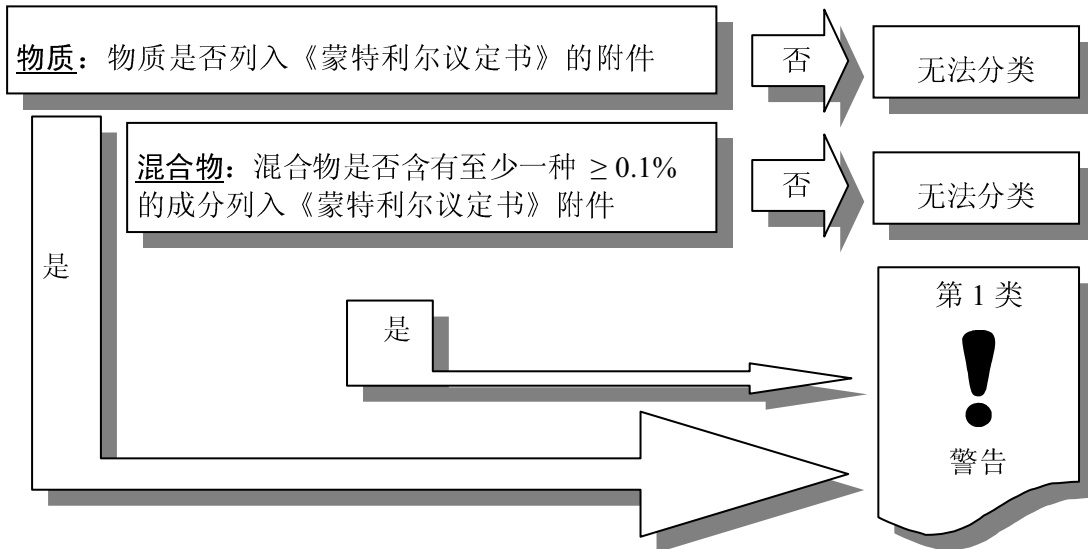 物质：物质是否列入《蒙特利尔议定书》的附件
否
无法分类
混合物：混合物是否含有至少一种 ≥ 0.1%
的成分列入《蒙特利尔议定书》附件
否
无法分类
是
是
第 1 类
!
警告